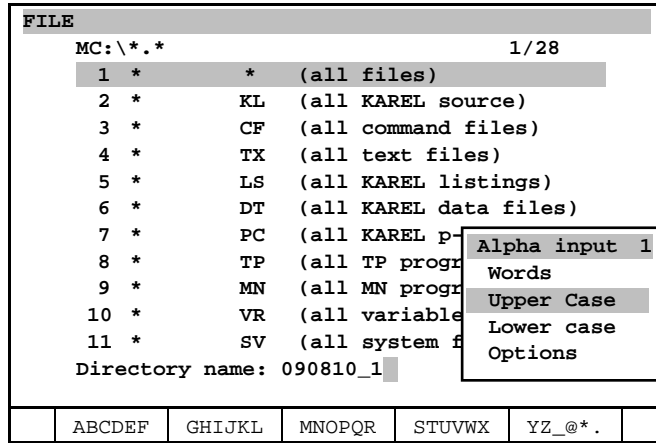 FILE
MC:\*.* 1/28
1 * * (all files)
2 * KL (all KAREL source)
3 * CF (all command files)
4 * TX (all text files)
5 * LS (all KAREL listings)
6 * DT (all KAREL data files)
7 * PC (all KAREL p-
8 * TP (all TP progr
9 * MN (all MN progr
10 * VR (all variable
11 * SV (all system f
Alpha input 1
Words
Upper Case
Lower case
Options
Directory name: 090810_1
ABCDEF GHIJKL MNOPQR STUVWX YZ_@*.